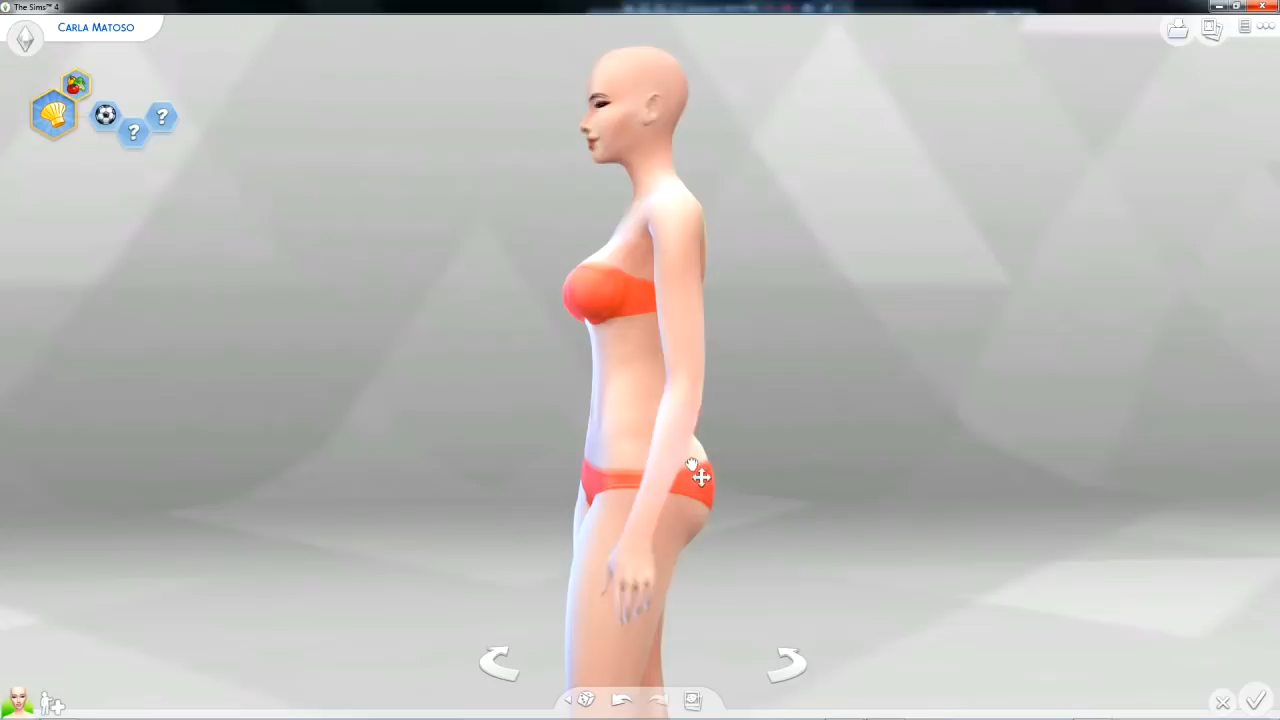 The Sims™ 4
CARLA MATOSO
?
?